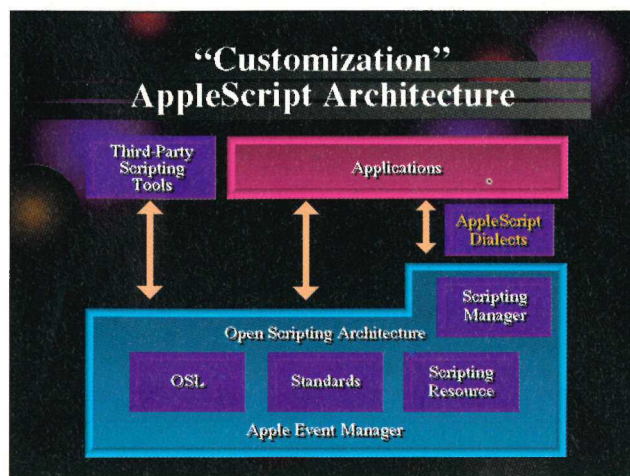 “Customization”
AppleScript Architecture
Third-Party
Scripting
Tools
Applications
AppleScript
Dialects
Scripting
Manager
Open Scripting Architecture
OSL
Standards
Scripting
Resource
Apple Event Manager